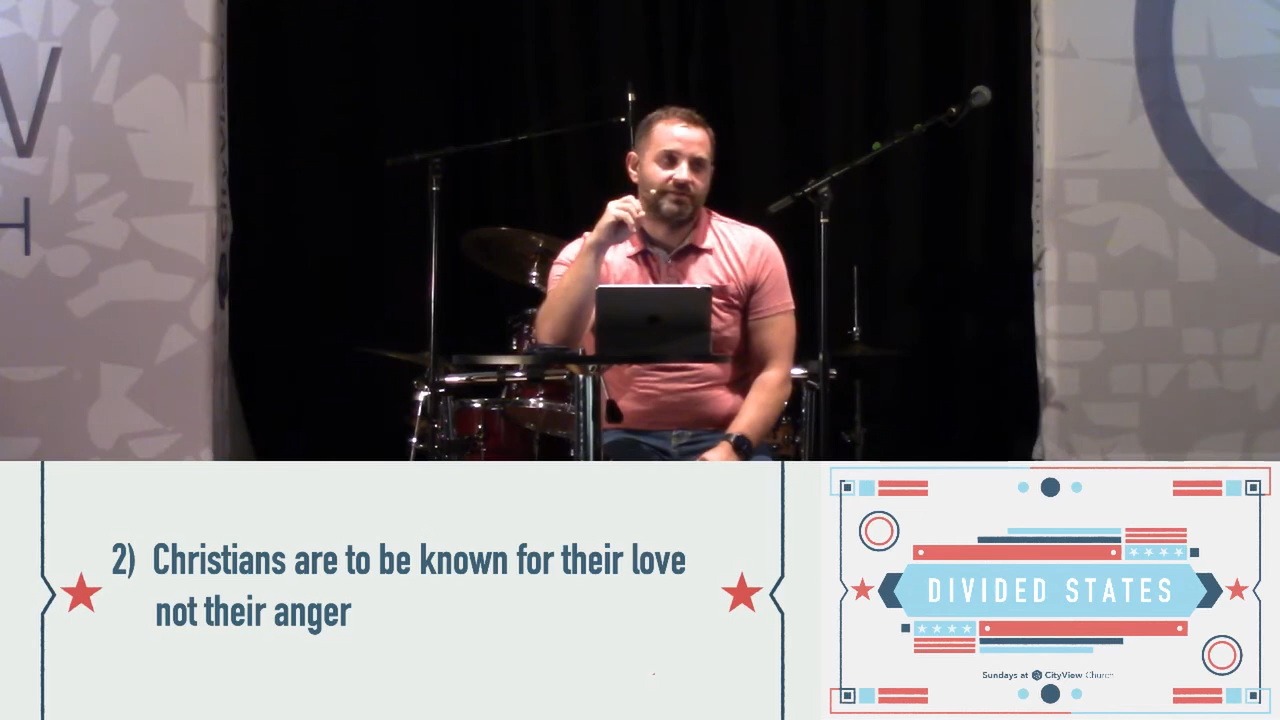 V
H
2) Christians are to be known for their love
not their anger
DIVIDED STATES
Sundays at CityView Church